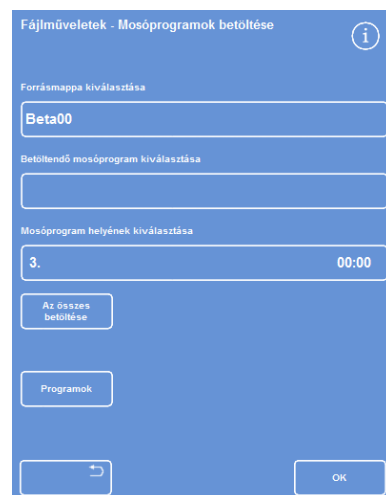 Fájlműveletek - Mosóprogramok betöltése
i
Forrásmappa kiválasztása
Beta00
Betöltendő mosóprogram kiválasztása
Mosóprogram helyének kiválasztása
3. 00:00
Az összes
betöltése
Programok
OK